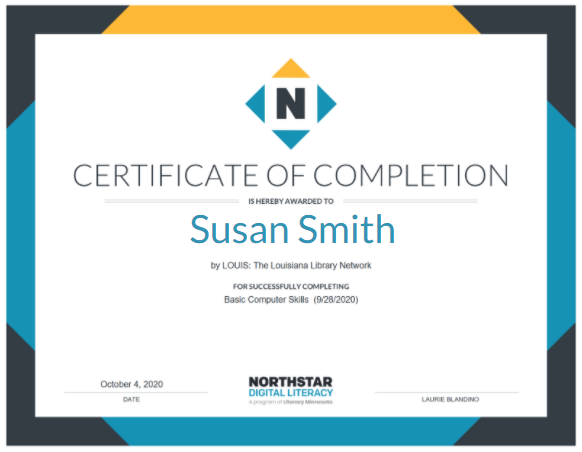 N
CERTIFICATE OF COMPLETION
IS HEREBY AWARDED TO
Susan Smith
by LOUIS: The Louisiana Library Network
FOR SUCCESSFULLY COMPLETING
Basic Computer Skills (9/28/2020)
October 4, 2020
DATE
NORTHSTAR
DIGITAL LITERACY
a program of Literacy Minnesota
LAURIE BLANDINO